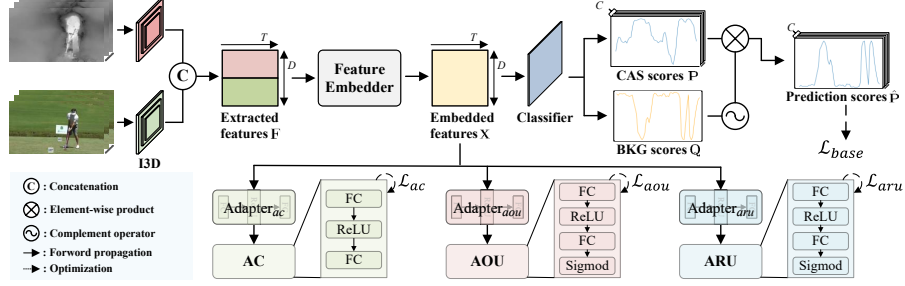 T
D
C
Extracted
features F
I3D
Feature
Embedder
T
D
Embedded
features X
Classifier
C
CAS scores P
BKG scores Q
C
Prediction scores P̂
ℒbase
C : Concatenation
: Element-wise product
: Complement operator
: Forword propagation
: Optimization
Adapterac
AC
FC
ReLU
FC
ℒac
Adapteraou
AOU
FC
ReLU
FC
Sigmod
ℒaou
Adapteraru
ARU
FC
ReLU
FC
Sigmod
ℒaru